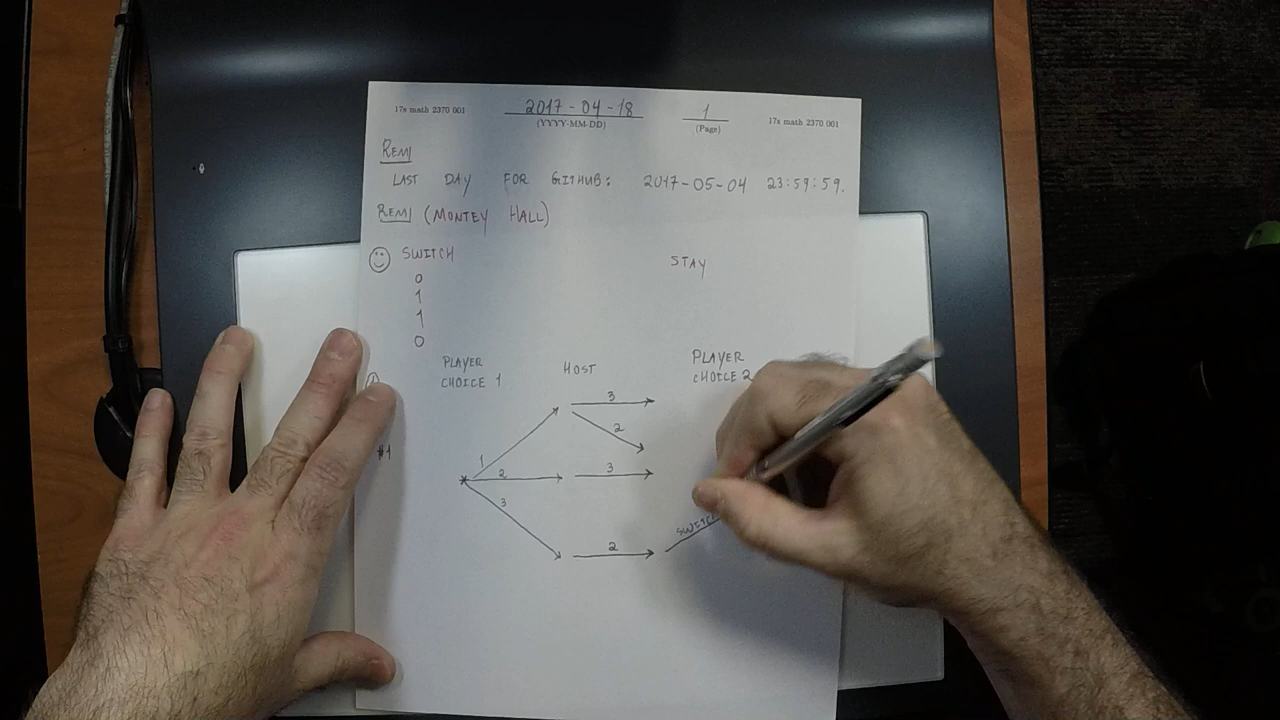 17s math 2370 001 2017-04-18 1 17s math 2370 001
(YYYY-MM-DD) (Page)
REM
LAST DAY FOR GITHUB: 2017-05-04 23:59:59.
REM (MONTEY HALL)
SWITCH STAY
0
1
1
0
PLAYER HOST PLAYER
CHOICE 1 CHOICE 2
3
2
#1 1
2 3
3
SWITCH
2